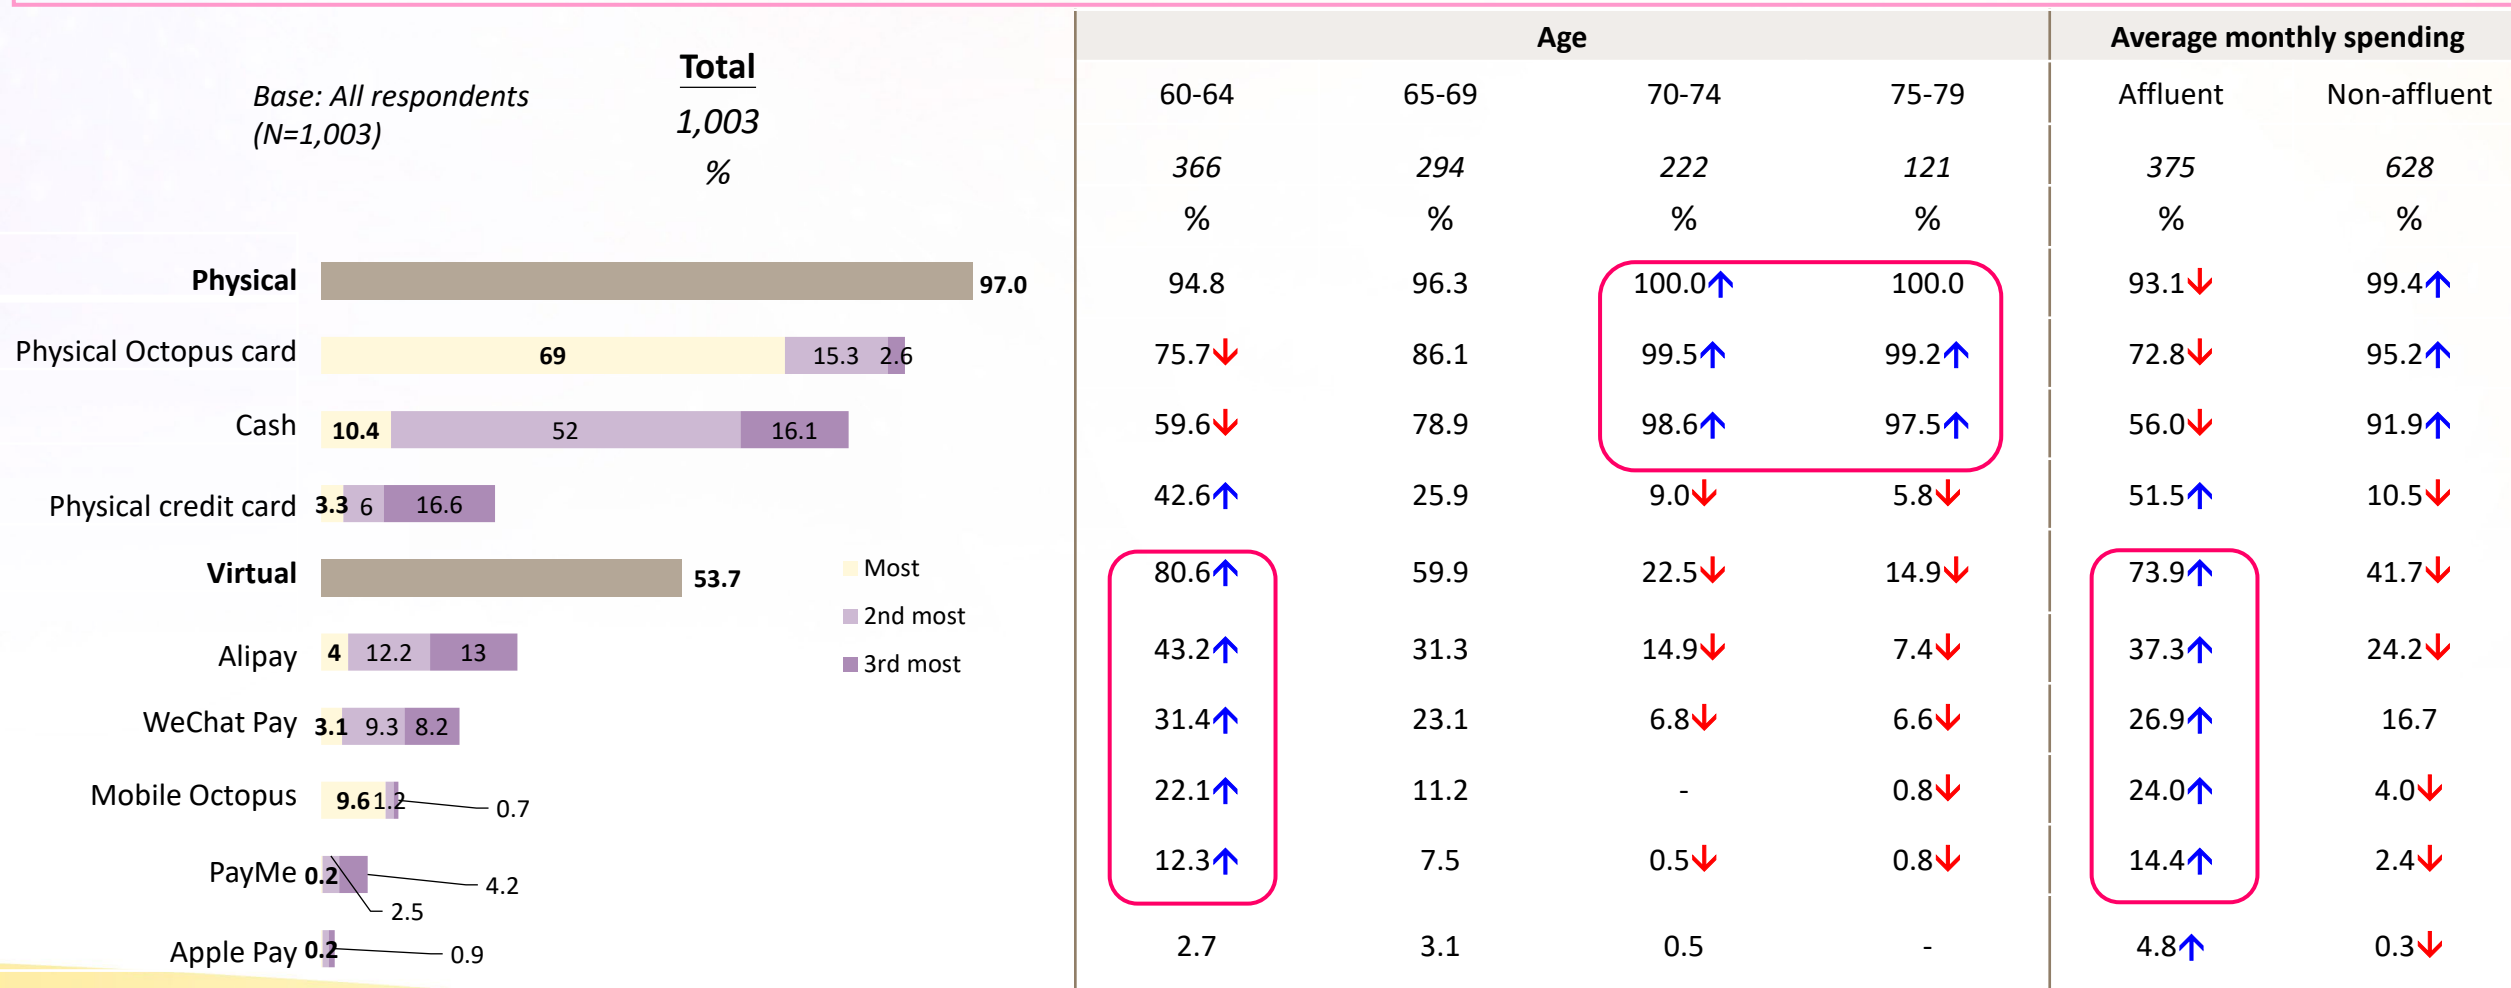 Age Average monthly spending
Total
Base: All respondents
(N=1,003)
1,003
%
60-64 65-69 70-74 75-79 Affluent Non-affluent
366 294 222 121 375 628
% % % % % %
Physical 97.0 94.8 96.3 100.0↑ 100.0 93.1↓ 99.4↑
Physical Octopus card 69 15.3 2.6 75.7↓ 86.1 99.5↑ 99.2↑ 72.8↓ 95.2↑
Cash 10.4 52 16.1 59.6↓ 78.9 98.6↑ 97.5↑ 56.0↓ 91.9↑
Physical credit card 3.3 6 16.6 42.6↑ 25.9 9.0↓ 5.8↓ 51.5↑ 10.5↓
Virtual 53.7 80.6↑ 59.9 22.5↓ 14.9↓ 73.9↑ 41.7↓
Most
2nd most
3rd most
Alipay 4 12.2 13 43.2↑ 31.3 14.9↓ 7.4↓ 37.3↑ 24.2↓
WeChat Pay 3.1 9.3 8.2 31.4↑ 23.1 6.8↓ 6.6↓ 26.9↑ 16.7
Mobile Octopus 9.6 1.2 0.7 22.1↑ 11.2 - 0.8↓ 24.0↑ 4.0↓
PayMe 0.2 2.5 4.2 12.3↑ 7.5 0.5↓ 0.8↓ 14.4↑ 2.4↓
Apple Pay 0.2 0.9 2.7 3.1 0.5 - 4.8↑ 0.3↓